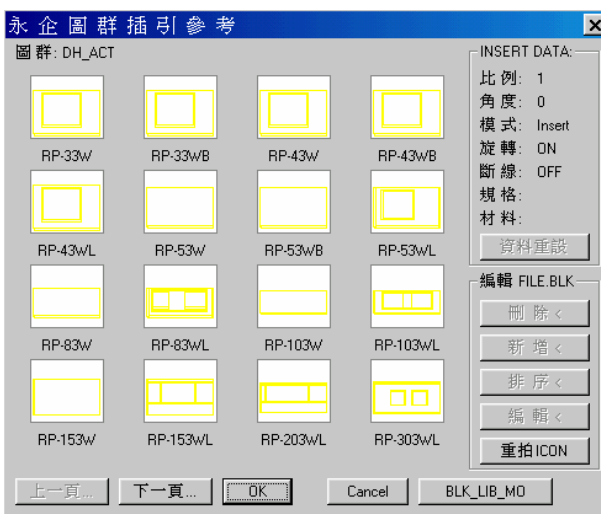 永企圖群插引參考
圖群: DH_ACT
RP-33W RP-33WB RP-43W RP-43WB
RP-43WL RP-53W RP-53WB RP-53WL
RP-83W RP-83WL RP-103W RP-103WL
RP-153W RP-153WL RP-203WL RP-303WL
INSERT DATA:
比例: 1
角度: 0
模式: Insert
旋轉: ON
斷線: OFF
規格:
材料:
資料重設
編輯 FILE.BLK
刪 除 <
新 增 <
排 序 <
編 輯 <
重拍ICON
上一頁... 下一頁... OK Cancel BLK_LIB_MO